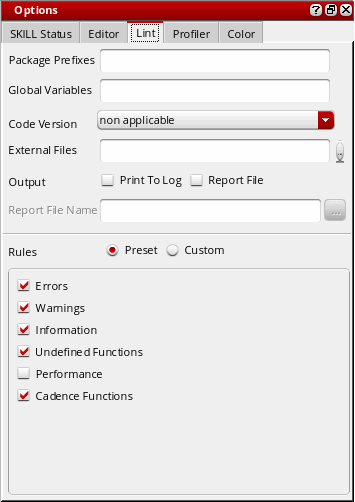 Options
SKILL Status Editor Lint Profiler Color
Package Prefixes
Global Variables
Code Version non applicable
External Files
Output Print To Log Report File
Report File Name ...
Rules Preset Custom
Errors
Warnings
Information
Undefined Functions
Performance
Cadence Functions